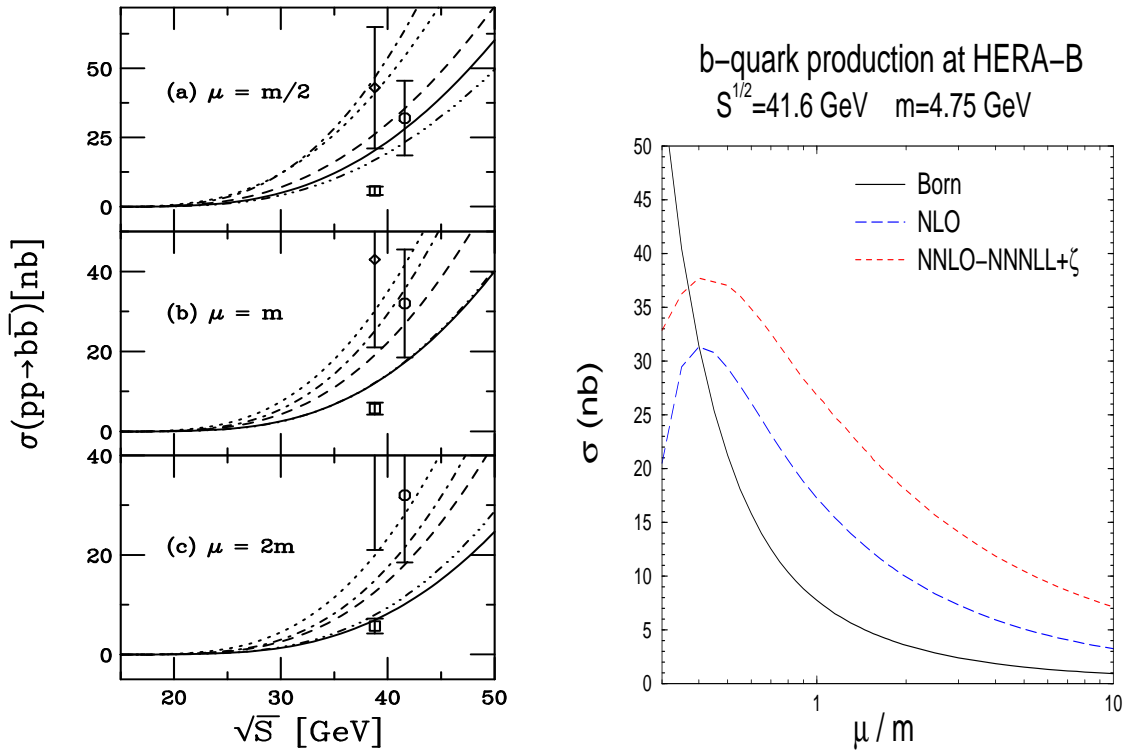 σ(pp→bb̅)[nb]
50
25
0
(a) μ = m/2
40
20
0
(b) μ = m
40
20
0
(c) μ = 2m
20 30 40 50
√S̅ [GeV]
b−quark production at HERA−B
S^1/2=41.6 GeV m=4.75 GeV
50
45
40
35
30
25
20
15
10
5
0
σ (nb)
Born
NLO
NNLO−NNNLL+ζ
1 10
μ / m